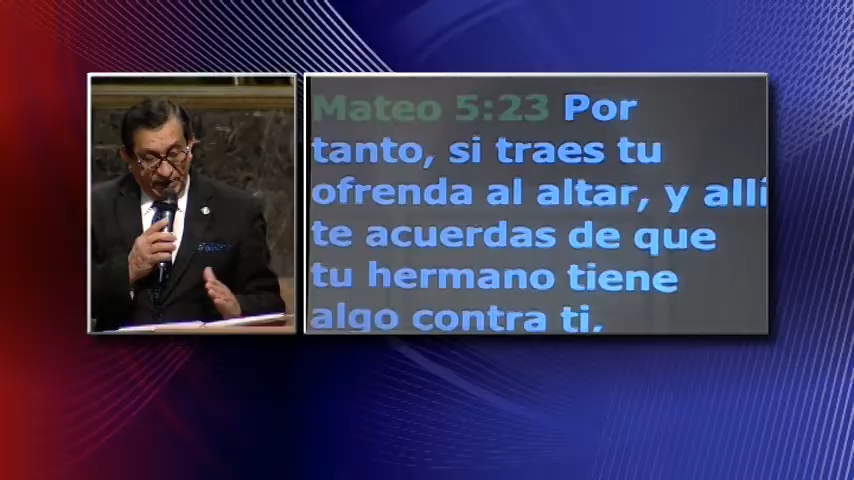 Mateo 5:23 Por
tanto, si traes tu
ofrenda al altar, y allí
te acuerdas de que
tu hermano tiene
algo contra ti,